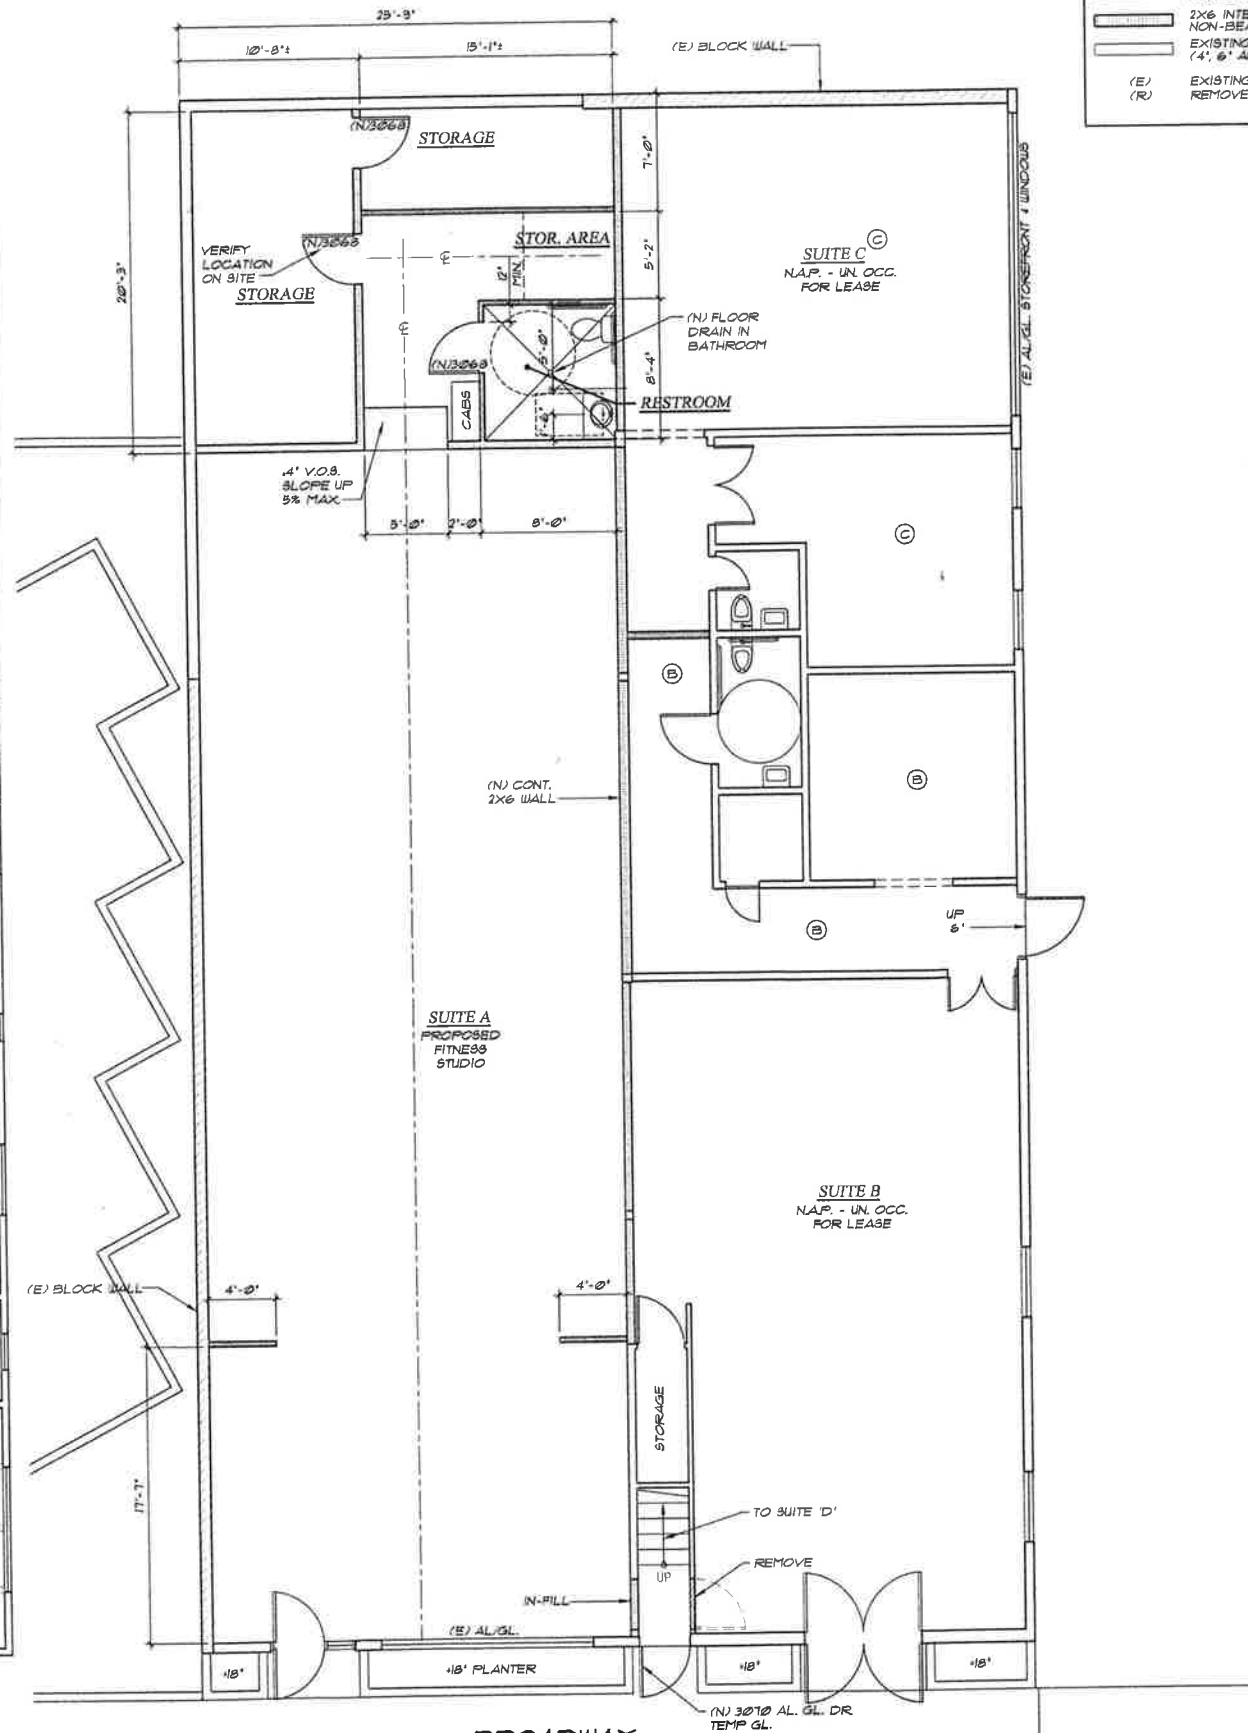 25'-9"
10'-8"±
15'-1"±
(E) BLOCK WALL
2X6 INTE
NON-BEA
EXISTING
(4", 6" A
(E) EXISTING
(R) REMOVE
(N)3068
STORAGE
7'-0"
20'-3"
VERIFY
LOCATION
ON SITE
(N)3068
STORAGE
STOR. AREA
12"
MIN.
5'-2"
SUITE C
C
N.A.P. - UN. OCC.
FOR LEASE
(E) AL/GL. STOREFRONT & WINDOWS
(N) FLOOR
DRAIN IN
BATHROOM
(N)3068
5'-0"
8'-4"
CABS
RESTROOM
.4' V.O.S.
SLOPE UP
5% MAX
5'-0"
2'-0"
8'-0"
C
B
(N) CONT.
2X6 WALL
B
UP
6"
B
SUITE A
PROPOSED
FITNESS
STUDIO
SUITE B
N.A.P. - UN. OCC.
FOR LEASE
(E) BLOCK WALL
4'-0"
4'-0"
STORAGE
17'-7"
TO SUITE 'D'
UP
REMOVE
IN-FILL
(E) AL/GL.
+18"
+18" PLANTER
+18"
+18"
(N) 3070 AL. GL. DR
TEMP GL.
BROADWAY